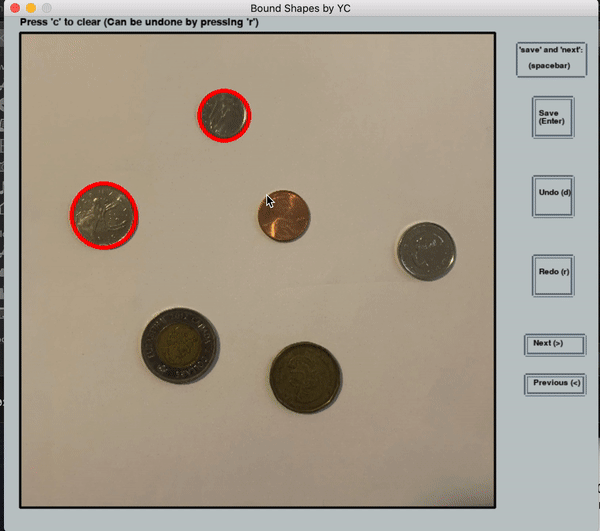 Bound Shapes by YC
Press 'c' to clear (Can be undone by pressing 'r')
'save' and 'next':
(spacebar)
Save
(Enter)
Undo (d)
Redo (r)
Next (>)
Previous (<)